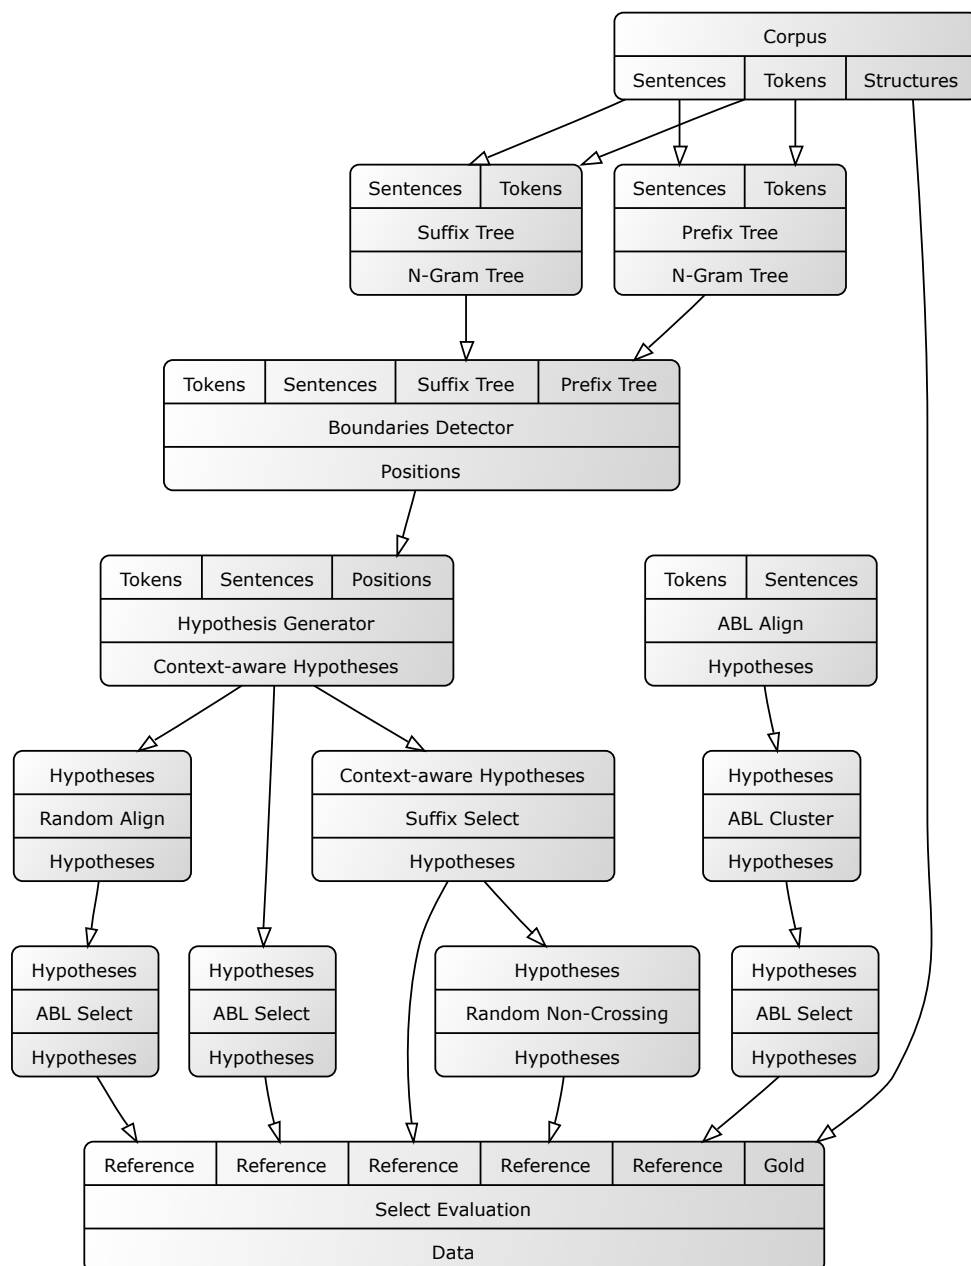 Corpus
Sentences Tokens Structures
Sentences Tokens Sentences Tokens
Suffix Tree Prefix Tree
N-Gram Tree N-Gram Tree
Tokens Sentences Suffix Tree Prefix Tree
Boundaries Detector
Positions
Tokens Sentences Positions Tokens Sentences
Hypothesis Generator ABL Align
Context-aware Hypotheses Hypotheses
Hypotheses Context-aware Hypotheses Hypotheses
Random Align Suffix Select ABL Cluster
Hypotheses Hypotheses Hypotheses
Hypotheses Hypotheses Hypotheses Hypotheses
ABL Select ABL Select Random Non-Crossing ABL Select
Hypotheses Hypotheses Hypotheses Hypotheses
Reference Reference Reference Reference Reference Gold
Select Evaluation
Data